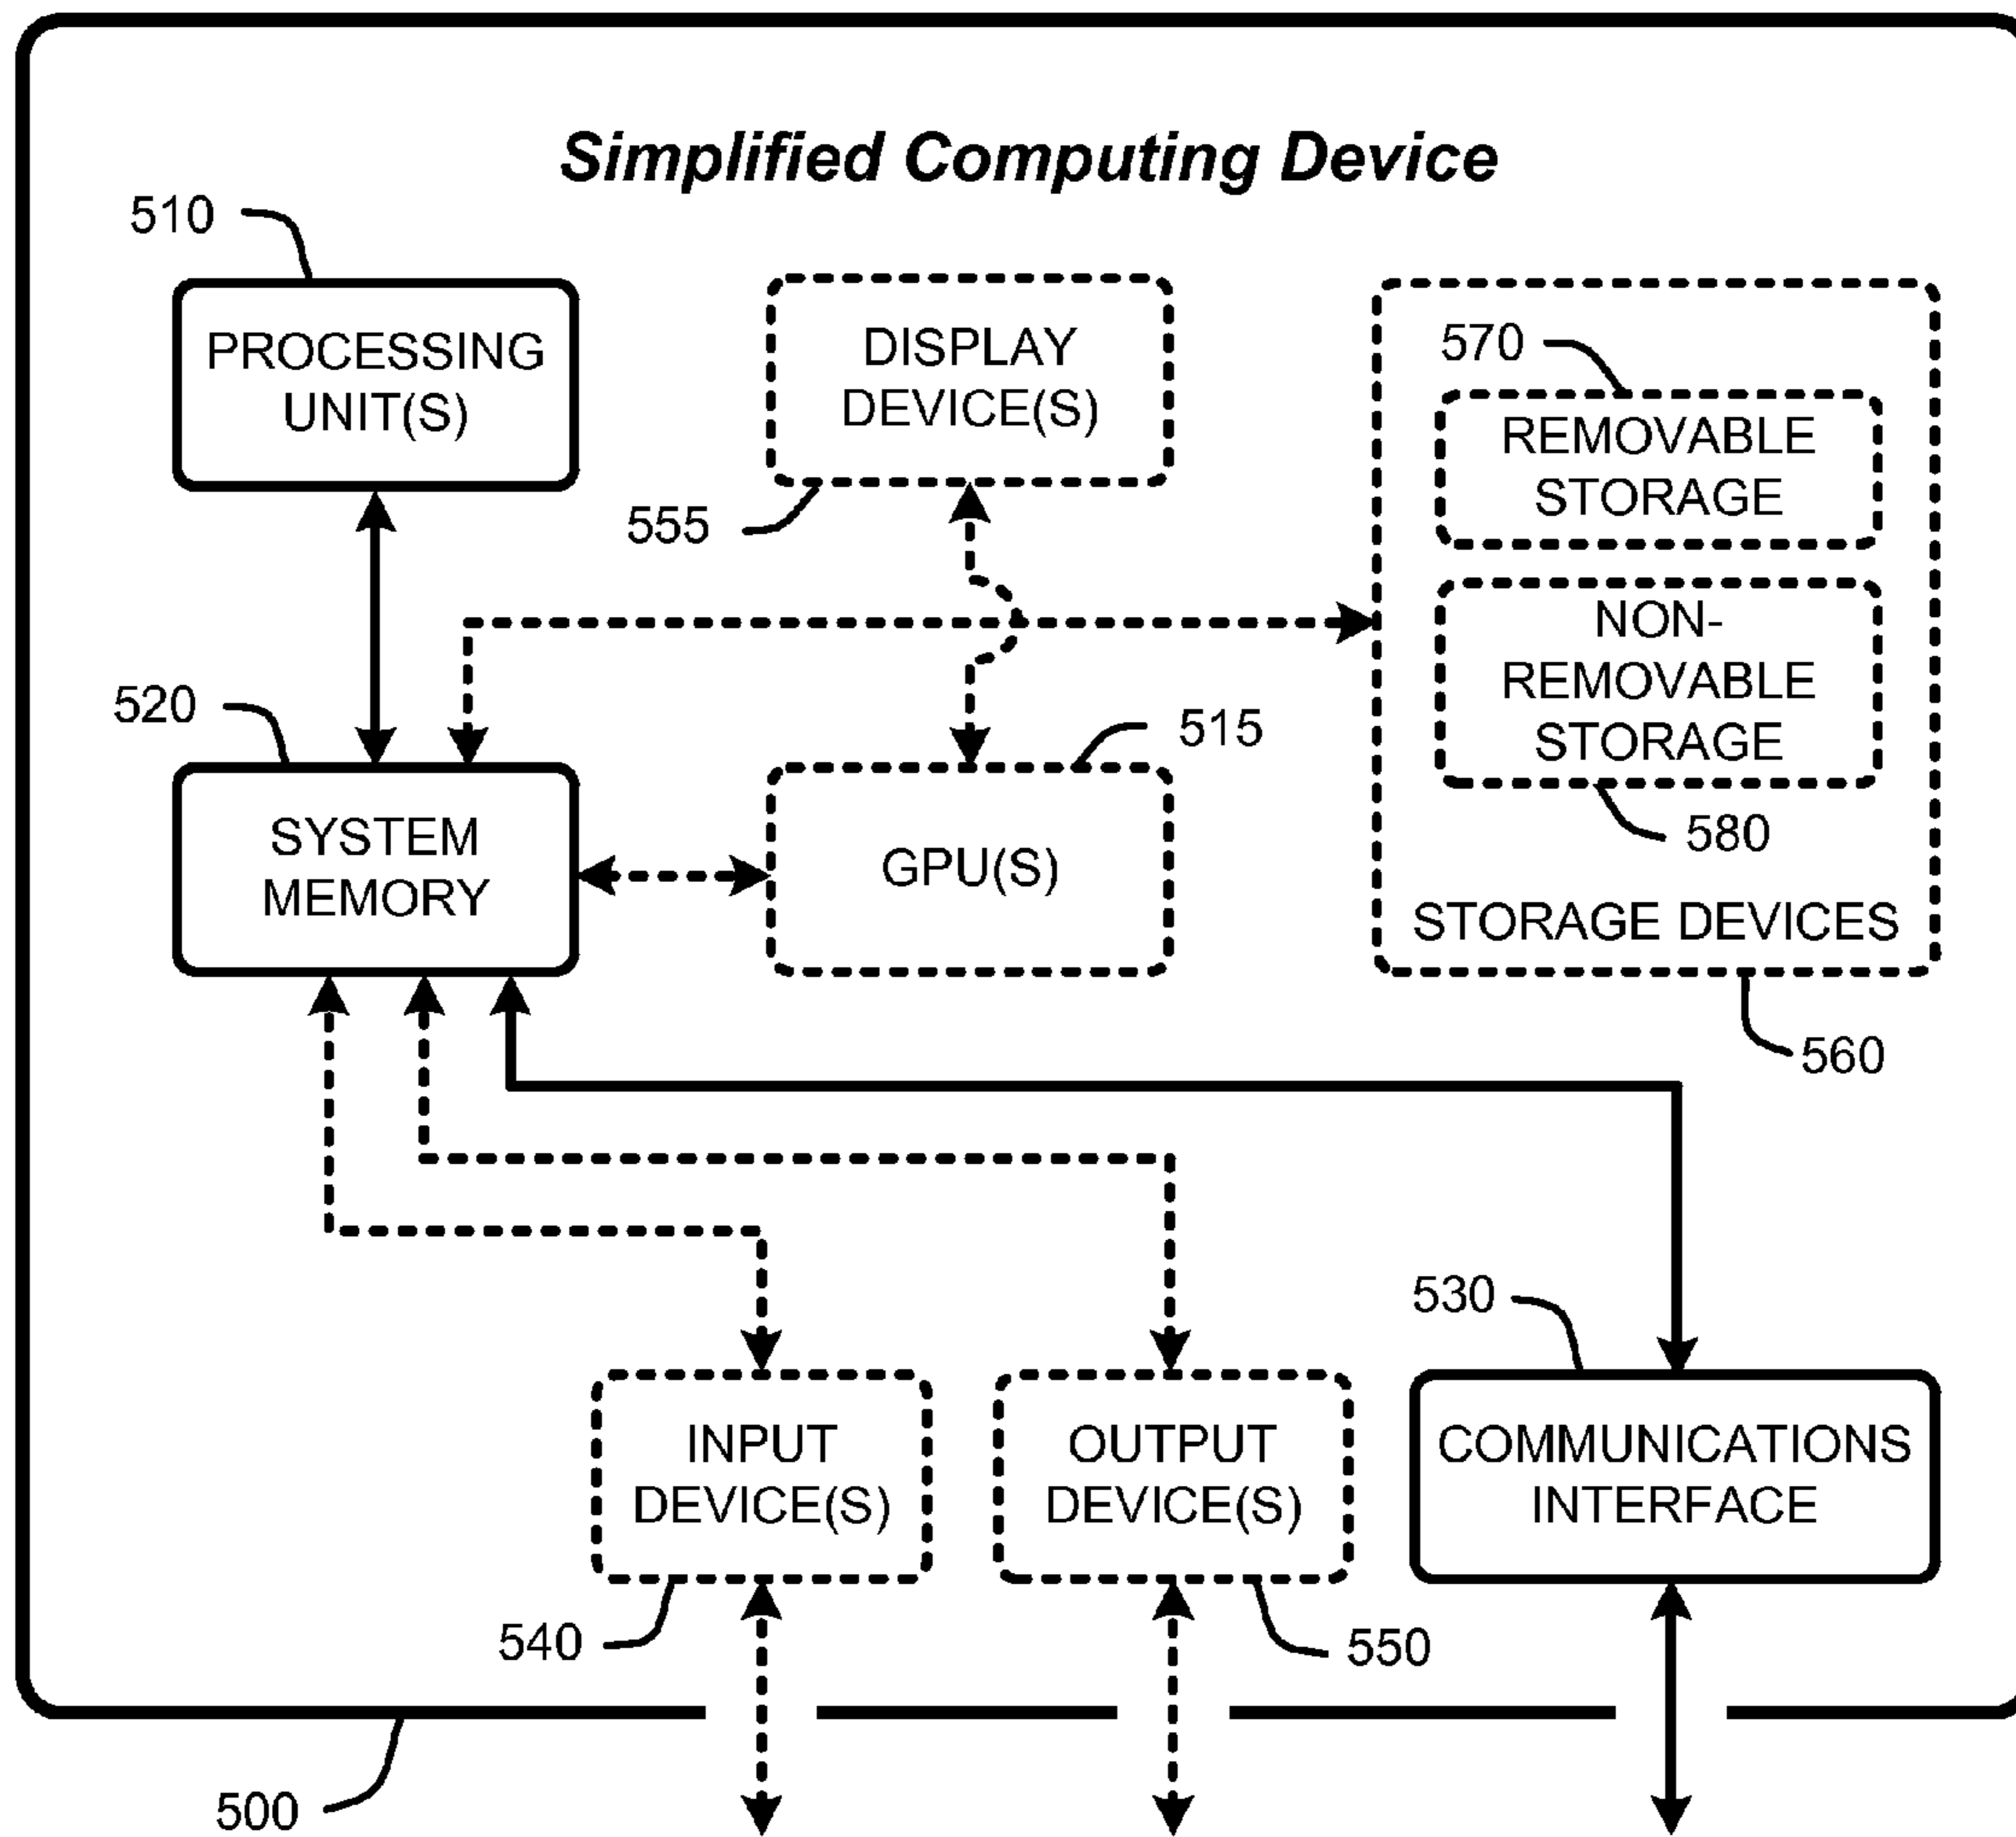 Simplified Computing Device
510
PROCESSING
UNIT(S)
DISPLAY
DEVICE(S)
555
570
REMOVABLE
STORAGE
NON-
REMOVABLE
STORAGE
580
STORAGE DEVICES
560
520
SYSTEM
MEMORY
515
GPU(S)
530
INPUT
DEVICE(S)
540
OUTPUT
DEVICE(S)
550
COMMUNICATIONS
INTERFACE
500